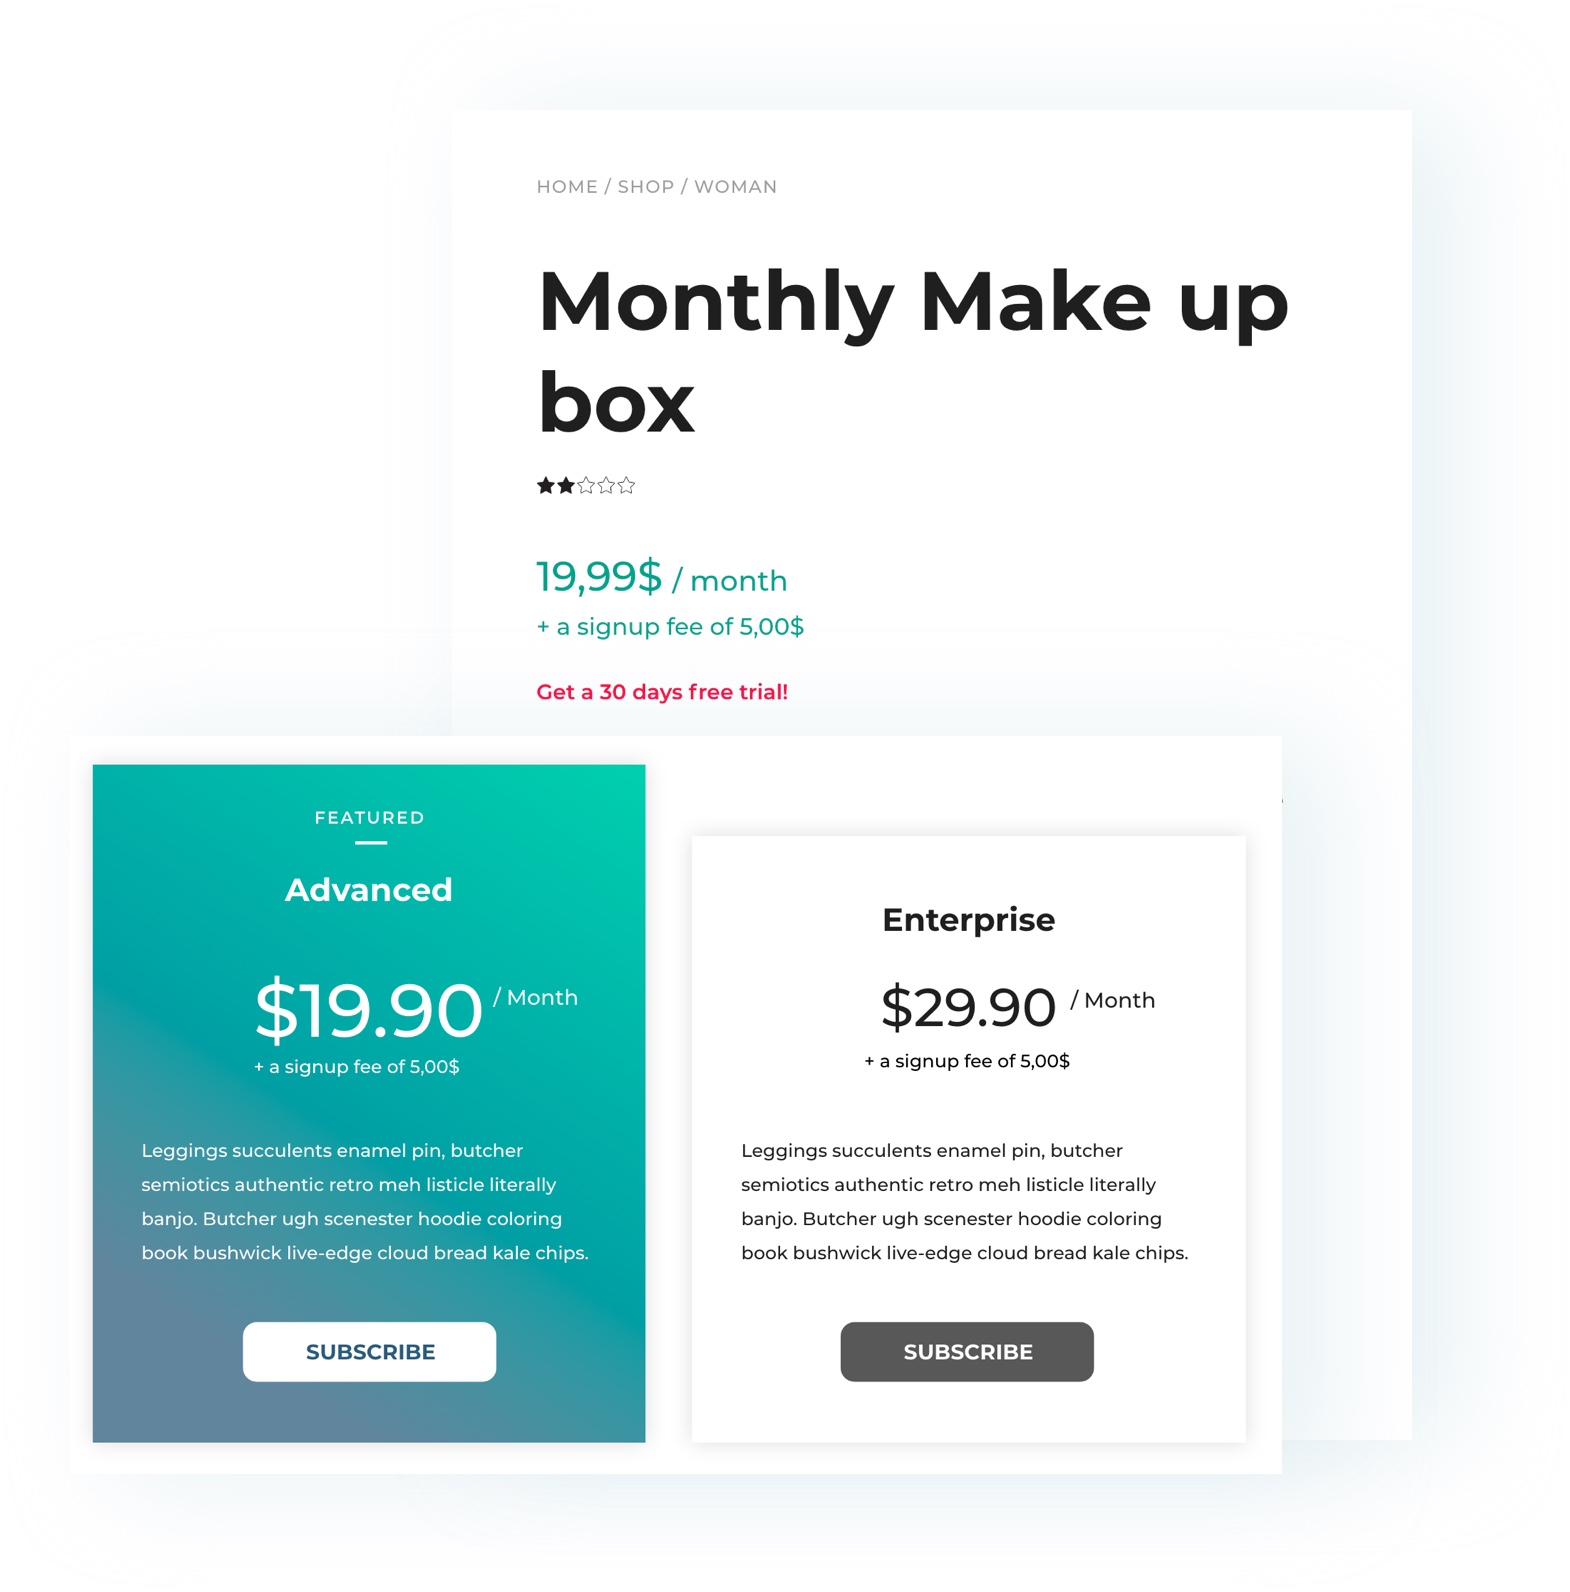 HOME / SHOP / WOMAN
Monthly Make up
box
19,99$ / month
+ a signup fee of 5,00$
Get a 30 days free trial!
FEATURED
Advanced
$19.90 / Month
+ a signup fee of 5,00$
Leggings succulents enamel pin, butcher
semiotics authentic retro meh listicle literally
banjo. Butcher ugh scenester hoodie coloring
book bushwick live-edge cloud bread kale chips.
SUBSCRIBE
Enterprise
$29.90 / Month
+ a signup fee of 5,00$
Leggings succulents enamel pin, butcher
semiotics authentic retro meh listicle literally
banjo. Butcher ugh scenester hoodie coloring
book bushwick live-edge cloud bread kale chips.
SUBSCRIBE